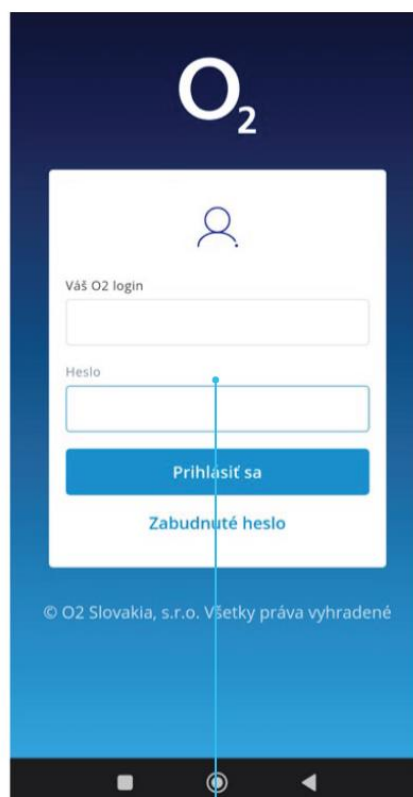 O2
Váš O2 login
Heslo
Prihlásiť sa
Zabudnuté heslo
© O2 Slovakia, s.r.o. Všetky práva vyhradené